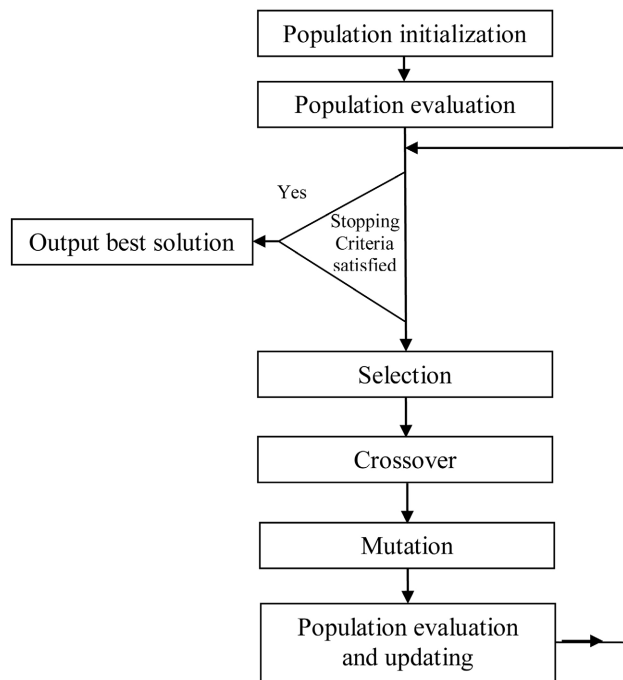 Population initialization
Population evaluation
Yes
Stopping
Criteria
satisfied
Output best solution
Selection
Crossover
Mutation
Population evaluation
and updating